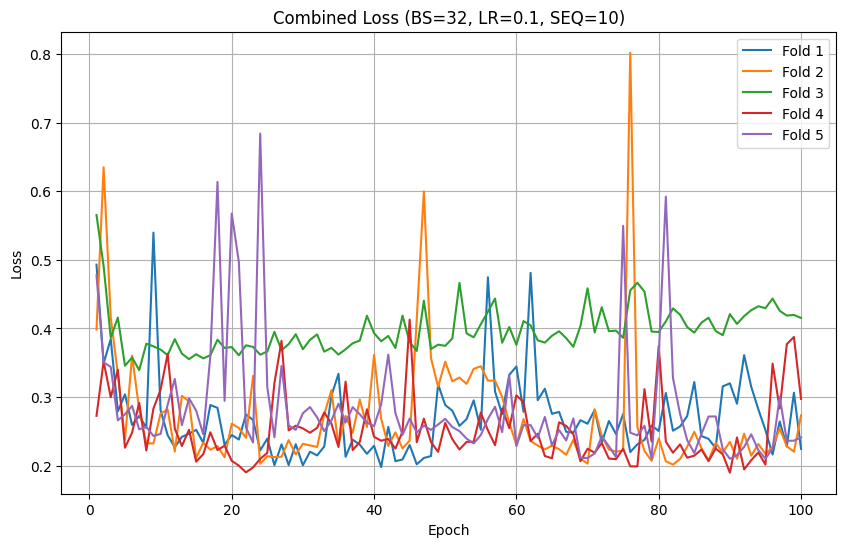 Combined Loss (BS=32, LR=0.1, SEQ=10)
Fold 1
Fold 2
Fold 3
Fold 4
Fold 5
Loss
0.8
0.7
0.6
0.5
0.4
0.3
0.2
0
20
40
60
80
100
Epoch